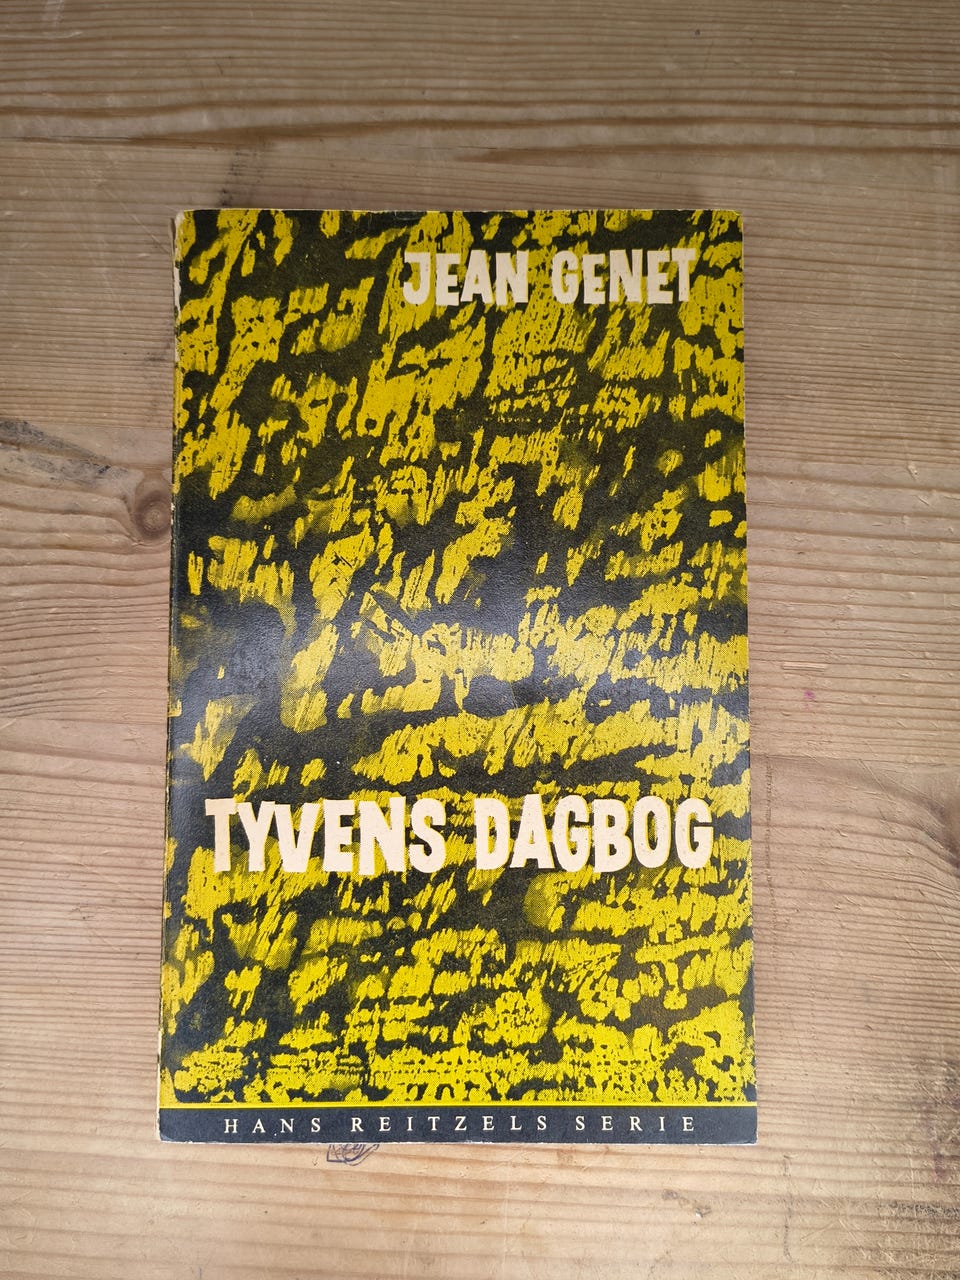 JEAN GENET
TYVENS DAGBOG
HANS REITZELS SERIE